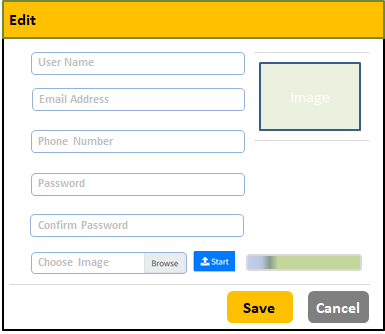 Edit
User Name
Image
Email Address
Phone Number
Password
Confirm Password
Choose Image Browse Start
Save Cancel